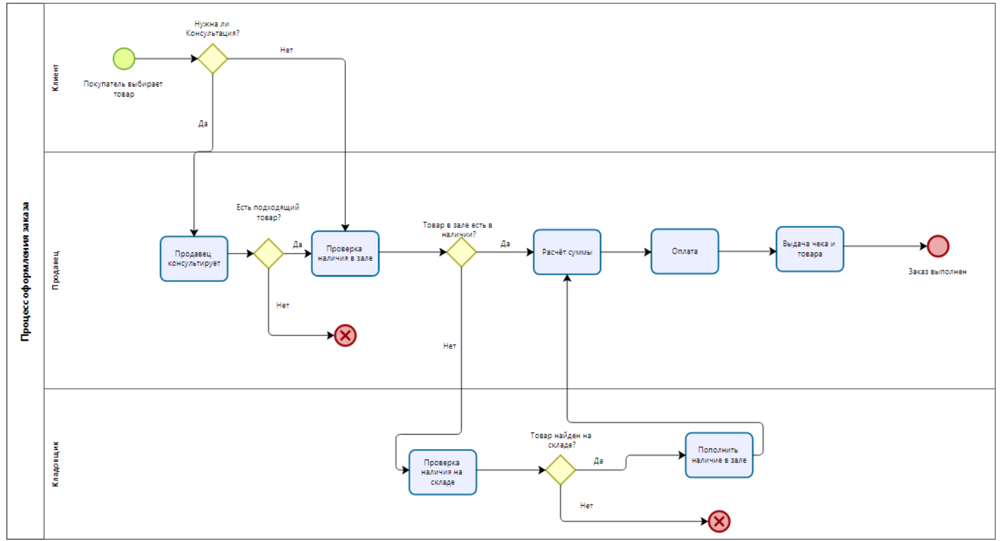 Процесс оформления заказа
Клиент
Нужна ли
Консультация?
Нет
Покупатель выбирает
товар
Да
Продавец
Есть подходящий
товар?
Товар в зале есть в
наличии?
Продавец
консультирует
Да
Проверка
наличия в зале
Да
Расчёт суммы
Оплата
Выдача чека и
товара
Заказ выполнен
Нет
Нет
Кладовщик
Товар найден на
складе?
Проверка
наличия на
складе
Да
Пополнить
наличие в зале
Нет